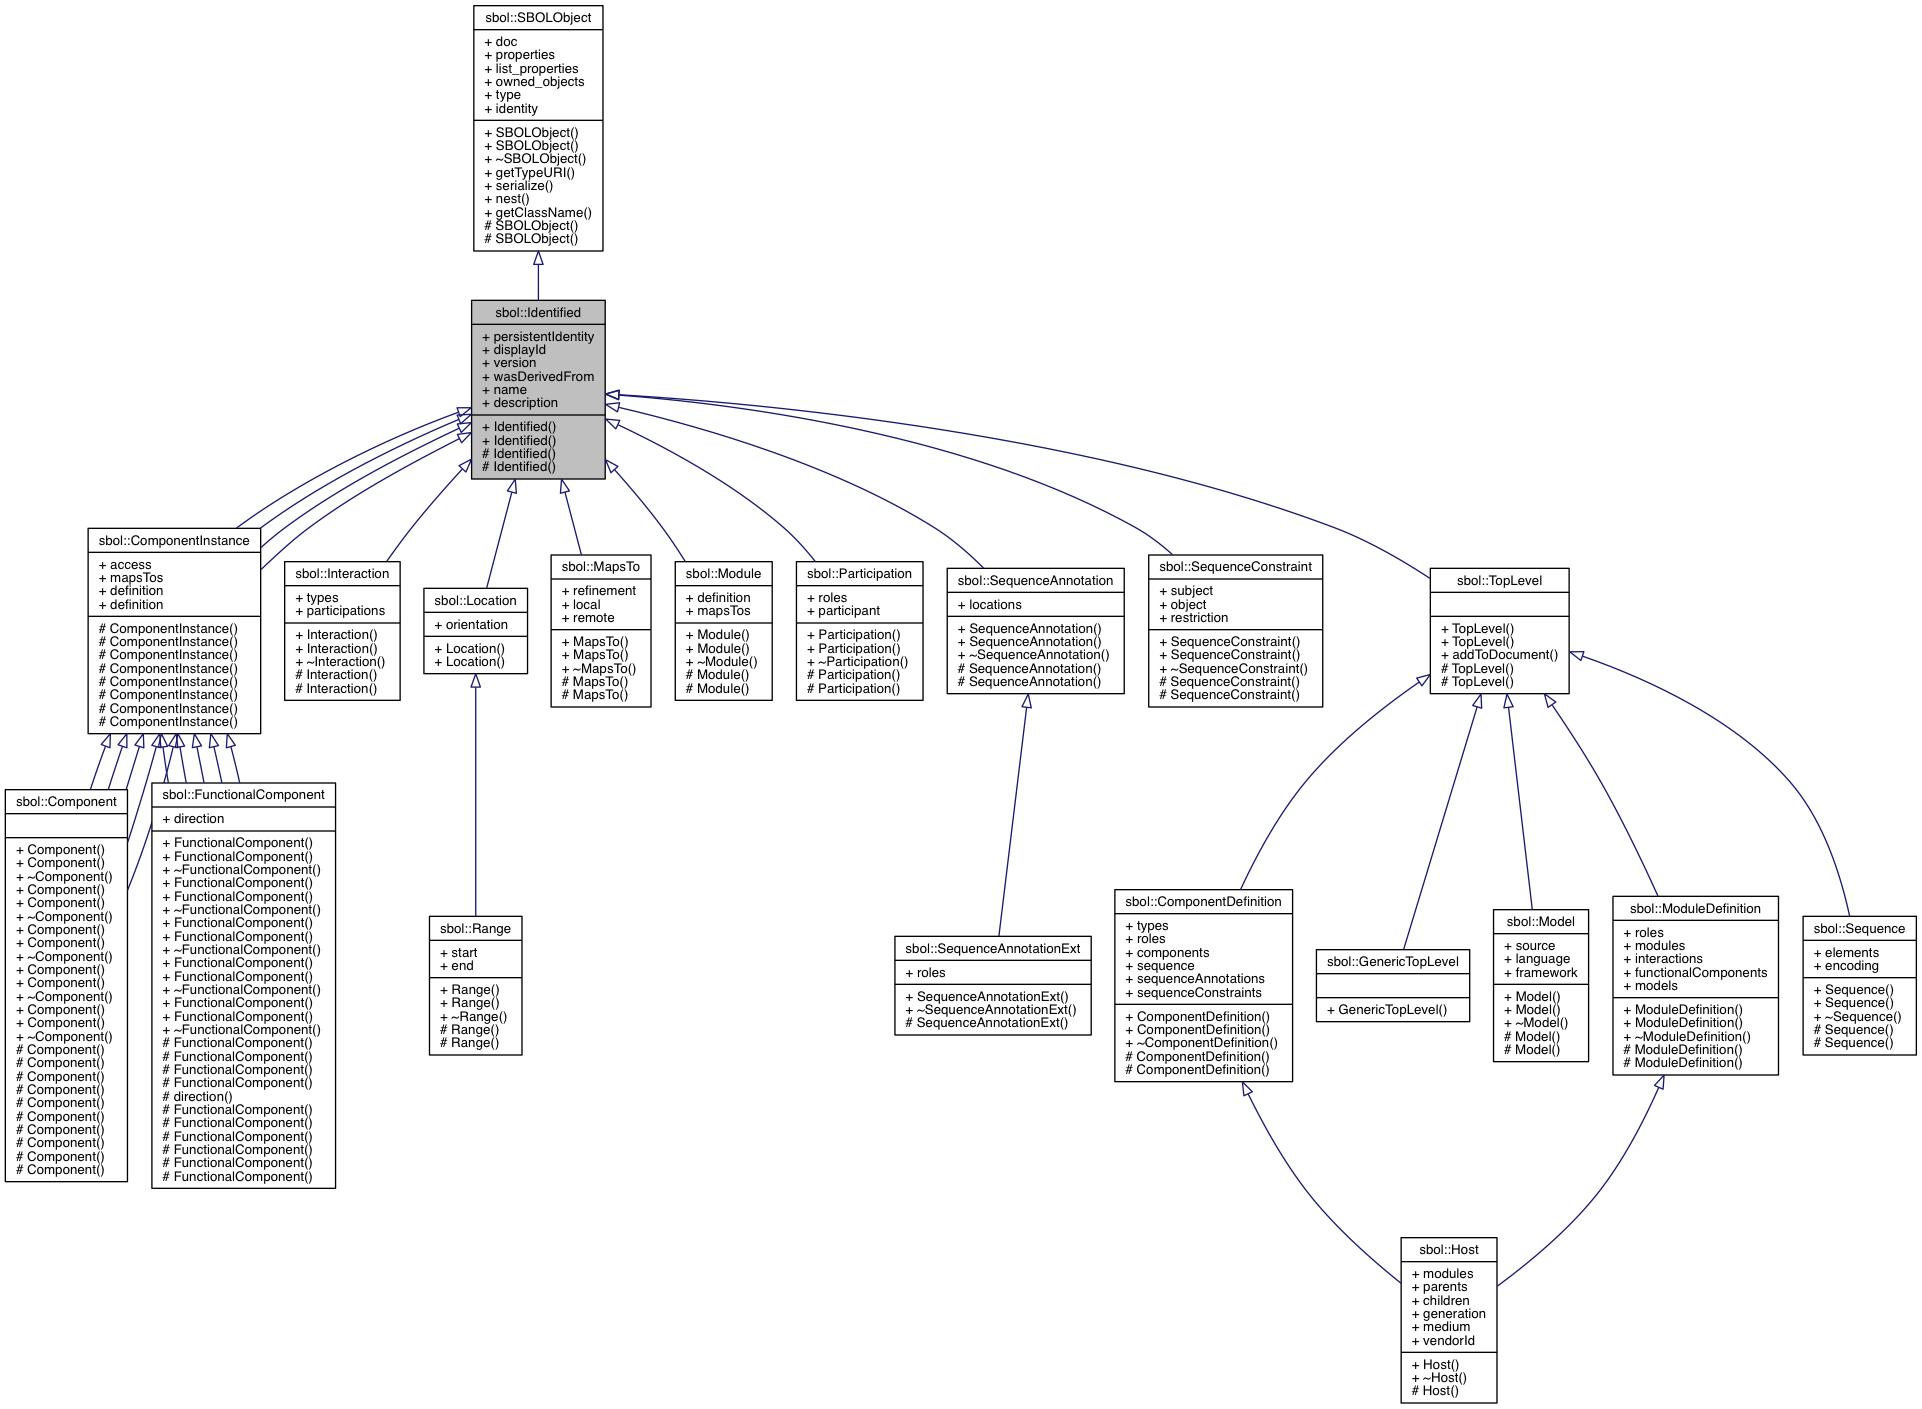 sbol::SBOLObject
+ doc
+ properties
+ list_properties
+ owned_objects
+ type
+ identity
+ SBOLObject()
+ SBOLObject()
+ ~SBOLObject()
+ getTypeURI()
+ serialize()
+ nest()
+ getClassName()
# SBOLObject()
# SBOLObject()
sbol::Identified
+ persistentIdentity
+ displayId
+ version
+ wasDerivedFrom
+ name
+ description
+ Identified()
+ Identified()
# Identified()
# Identified()
sbol::ComponentInstance
+ access
+ mapsTos
+ definition
+ definition
# ComponentInstance()
# ComponentInstance()
# ComponentInstance()
# ComponentInstance()
# ComponentInstance()
# ComponentInstance()
# ComponentInstance()
# ComponentInstance()
sbol::Interaction
+ types
+ participations
+ Interaction()
+ Interaction()
+ ~Interaction()
# Interaction()
# Interaction()
sbol::Location
+ orientation
+ Location()
+ Location()
sbol::MapsTo
+ refinement
+ local
+ remote
+ MapsTo()
+ MapsTo()
+ ~MapsTo()
# MapsTo()
# MapsTo()
sbol::Module
+ definition
+ mapsTos
+ Module()
+ Module()
+ ~Module()
# Module()
# Module()
sbol::Participation
+ roles
+ participant
+ Participation()
+ Participation()
+ ~Participation()
# Participation()
# Participation()
sbol::SequenceAnnotation
+ locations
+ SequenceAnnotation()
+ SequenceAnnotation()
+ ~SequenceAnnotation()
# SequenceAnnotation()
# SequenceAnnotation()
sbol::SequenceConstraint
+ subject
+ object
+ restriction
+ SequenceConstraint()
+ SequenceConstraint()
+ ~SequenceConstraint()
# SequenceConstraint()
# SequenceConstraint()
sbol::TopLevel
+ TopLevel()
+ TopLevel()
+ addToDocument()
# TopLevel()
# TopLevel()
sbol::Component
+ Component()
+ Component()
+ ~Component()
+ Component()
+ Component()
+ ~Component()
+ Component()
+ Component()
+ ~Component()
+ Component()
+ Component()
+ ~Component()
+ Component()
+ Component()
+ ~Component()
# Component()
# Component()
# Component()
# Component()
# Component()
# Component()
# Component()
# Component()
# Component()
# Component()
sbol::FunctionalComponent
+ direction
+ FunctionalComponent()
+ FunctionalComponent()
+ ~FunctionalComponent()
+ FunctionalComponent()
+ FunctionalComponent()
+ ~FunctionalComponent()
+ FunctionalComponent()
+ FunctionalComponent()
+ ~FunctionalComponent()
+ FunctionalComponent()
+ FunctionalComponent()
+ ~FunctionalComponent()
+ FunctionalComponent()
+ FunctionalComponent()
+ ~FunctionalComponent()
# FunctionalComponent()
# FunctionalComponent()
# FunctionalComponent()
# FunctionalComponent()
# direction()
# FunctionalComponent()
# FunctionalComponent()
# FunctionalComponent()
# FunctionalComponent()
# FunctionalComponent()
# FunctionalComponent()
sbol::Range
+ start
+ end
+ Range()
+ Range()
+ ~Range()
# Range()
# Range()
sbol::SequenceAnnotationExt
+ roles
+ SequenceAnnotationExt()
+ ~SequenceAnnotationExt()
# SequenceAnnotationExt()
sbol::ComponentDefinition
+ types
+ roles
+ components
+ sequence
+ sequenceAnnotations
+ sequenceConstraints
+ ComponentDefinition()
+ ComponentDefinition()
+ ~ComponentDefinition()
# ComponentDefinition()
# ComponentDefinition()
sbol::GenericTopLevel
+ GenericTopLevel()
sbol::Model
+ source
+ language
+ framework
+ Model()
+ Model()
+ ~Model()
# Model()
# Model()
sbol::ModuleDefinition
+ roles
+ modules
+ interactions
+ functionalComponents
+ models
+ ModuleDefinition()
+ ModuleDefinition()
+ ~ModuleDefinition()
# ModuleDefinition()
# ModuleDefinition()
sbol::Sequence
+ elements
+ encoding
+ Sequence()
+ Sequence()
+ ~Sequence()
# Sequence()
# Sequence()
sbol::Host
+ modules
+ parents
+ children
+ generation
+ medium
+ vendorId
+ Host()
+ ~Host()
# Host()